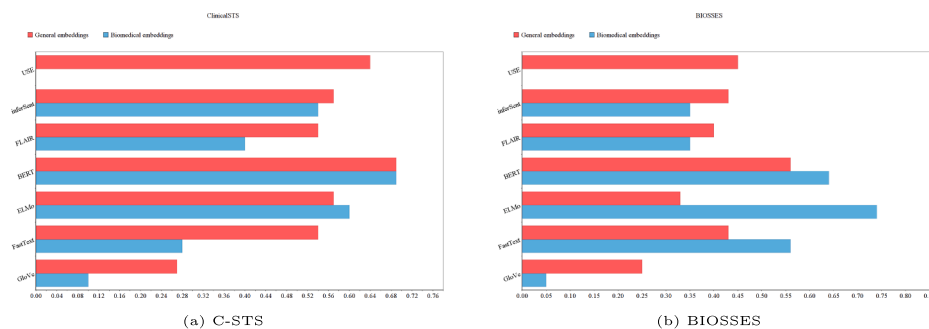 ClinicalSTS
General embeddings Biomedical embeddings
USE
inferSent
FLAIR
BERT
ELMo
FastText
GloVe
0.00 0.04 0.08 0.12 0.16 0.20 0.24 0.28 0.32 0.36 0.40 0.44 0.48 0.52 0.56 0.60 0.64 0.68 0.72 0.76
(a) C-STS
BIOSSES
General embeddings Biomedical embeddings
USE
inferSent
FLAIR
BERT
ELMo
FastText
GloVe
0.00 0.05 0.10 0.15 0.20 0.25 0.30 0.35 0.40 0.45 0.50 0.55 0.60 0.65 0.70 0.75 0.80
(b) BIOSSES